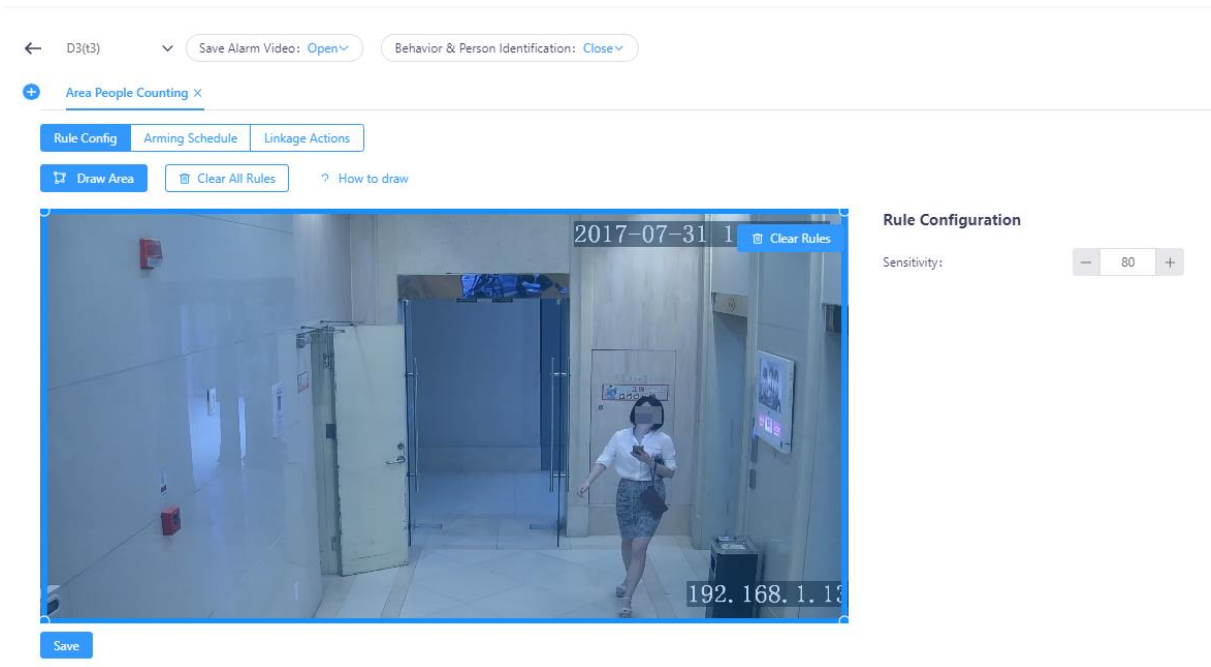 D3(t3) Save Alarm Video: Open Behavior & Person Identification: Close
Area People Counting ×
Rule Config Arming Schedule Linkage Actions
Draw Area Clear All Rules ? How to draw
2017-07-31 1
Clear Rules
Rule Configuration
Sensitivity: − 80 +
192.168.1.13
Save